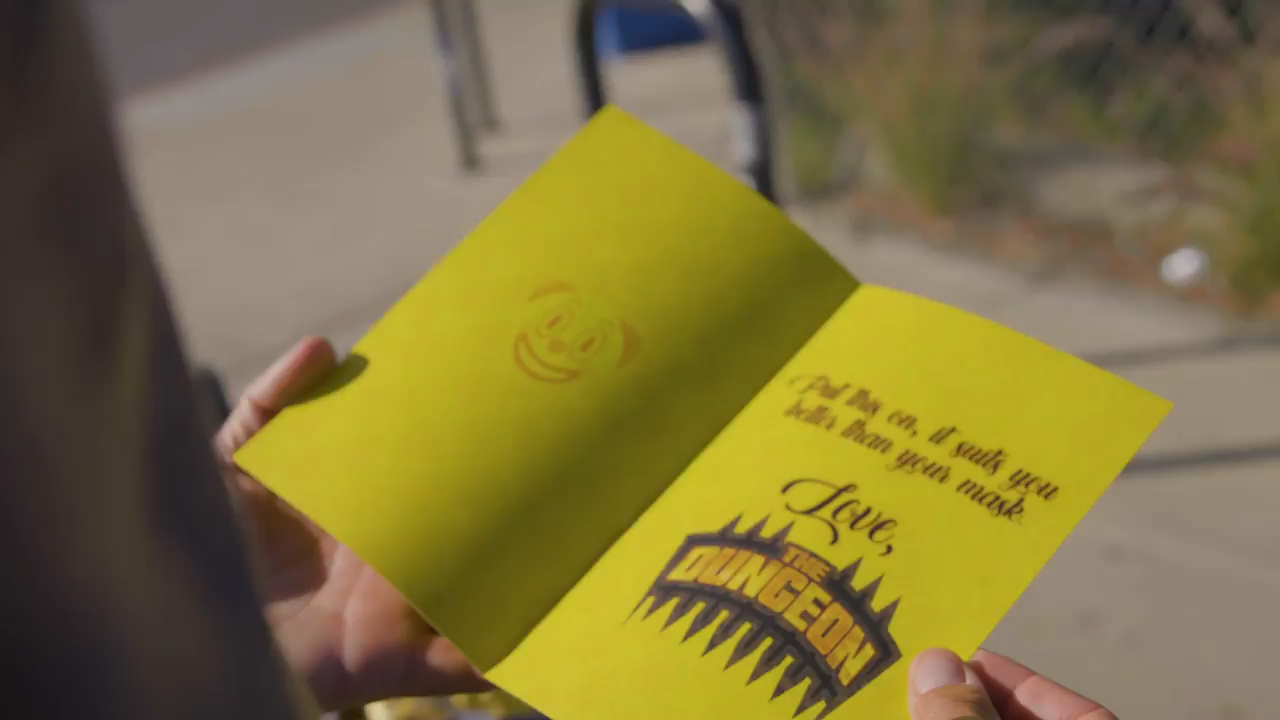 Put this on, it suits you
better than your mask.
Love,
THE
DUNGEON